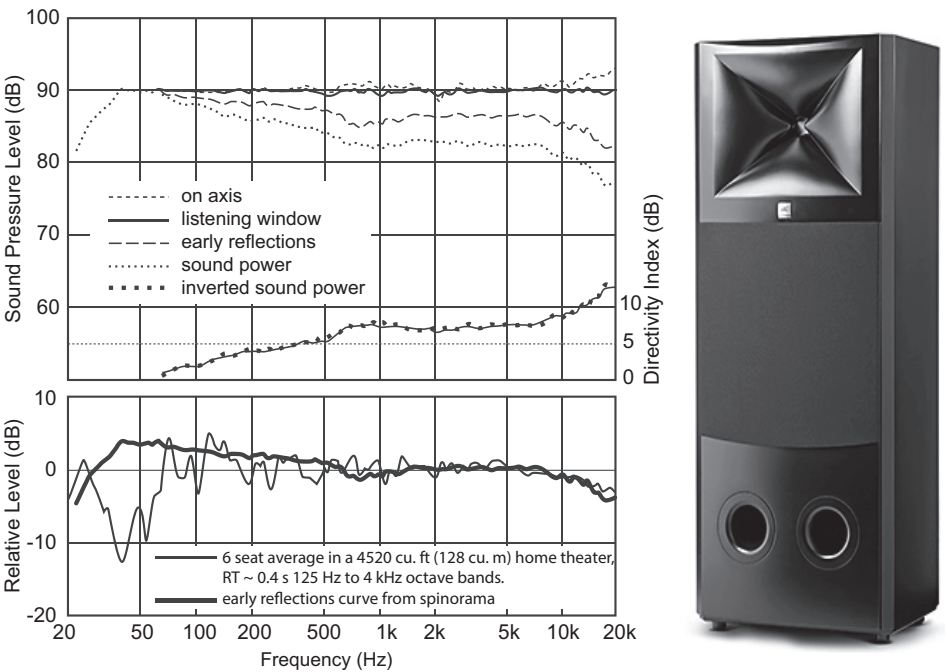 100
90
80
70
60
Sound Pressure Level (dB)
on axis
listening window
early reflections
sound power
inverted sound power
10
5
0
Directivity Index (dB)
10
0
-10
-20
Relative Level (dB)
6 seat average in a 4520 cu. ft (128 cu. m) home theater,
RT ~ 0.4 s 125 Hz to 4 kHz octave bands.
early reflections curve from spinorama
20 50 100 200 500 1k 2k 5k 10k 20k
Frequency (Hz)